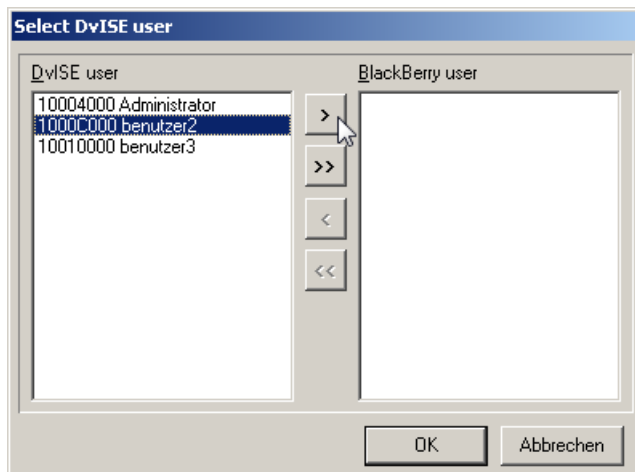 Select DvISE user
DvISE user
BlackBerry user
10004000 Administrator
1000C000 benutzer2
10010000 benutzer3
>
>>
<
<<
OK
Abbrechen